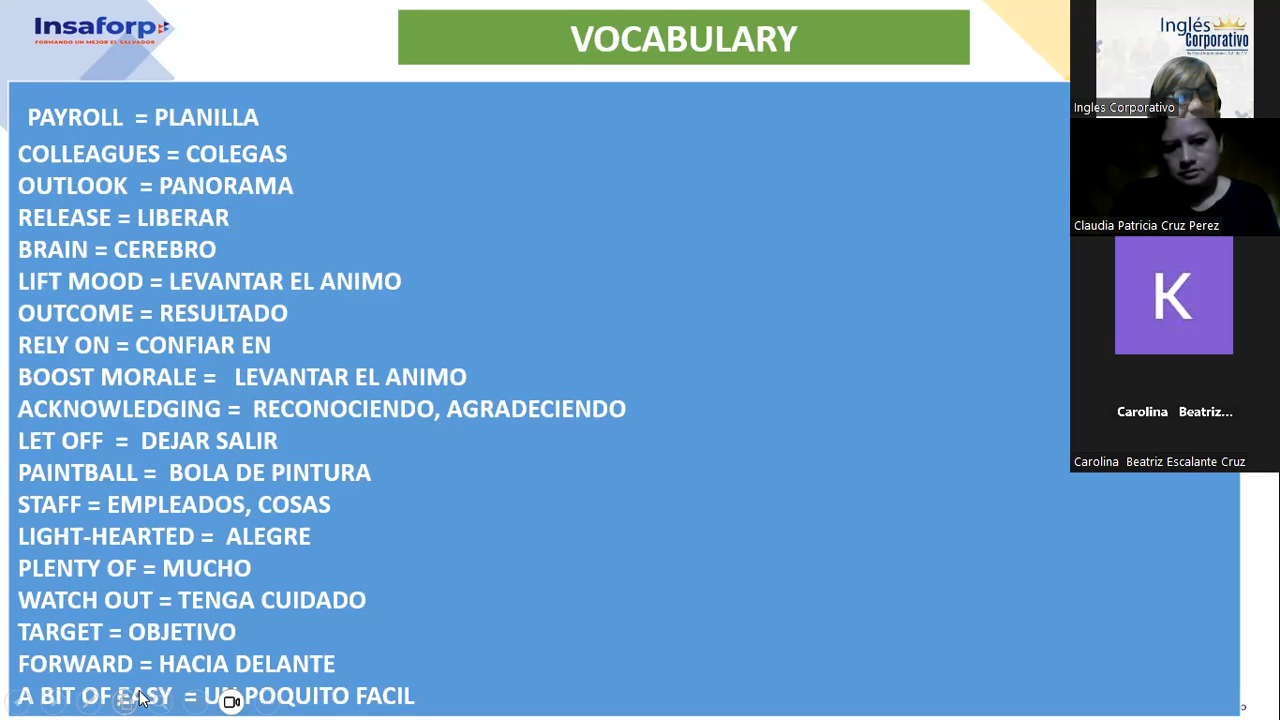 Insaforp
FORMANDO UN MEJOR EL SALVADOR
VOCABULARY
PAYROLL = PLANILLA
COLLEAGUES = COLEGAS
OUTLOOK = PANORAMA
RELEASE = LIBERAR
BRAIN = CEREBRO
LIFT MOOD = LEVANTAR EL ANIMO
OUTCOME = RESULTADO
RELY ON = CONFIAR EN
BOOST MORALE = LEVANTAR EL ANIMO
ACKNOWLEDGING = RECONOCIENDO, AGRADECIENDO
LET OFF = DEJAR SALIR
PAINTBALL = BOLA DE PINTURA
STAFF = EMPLEADOS, COSAS
LIGHT-HEARTED = ALEGRE
PLENTY OF = MUCHO
WATCH OUT = TENGA CUIDADO
TARGET = OBJETIVO
FORWARD = HACIA DELANTE
A BIT OF EASY = UN POQUITO FACIL
Inglés
Corporativo
Ingles Corporativo
Claudia Patricia Cruz Perez
K
Carolina Beatriz...
Carolina Beatriz Escalante Cruz